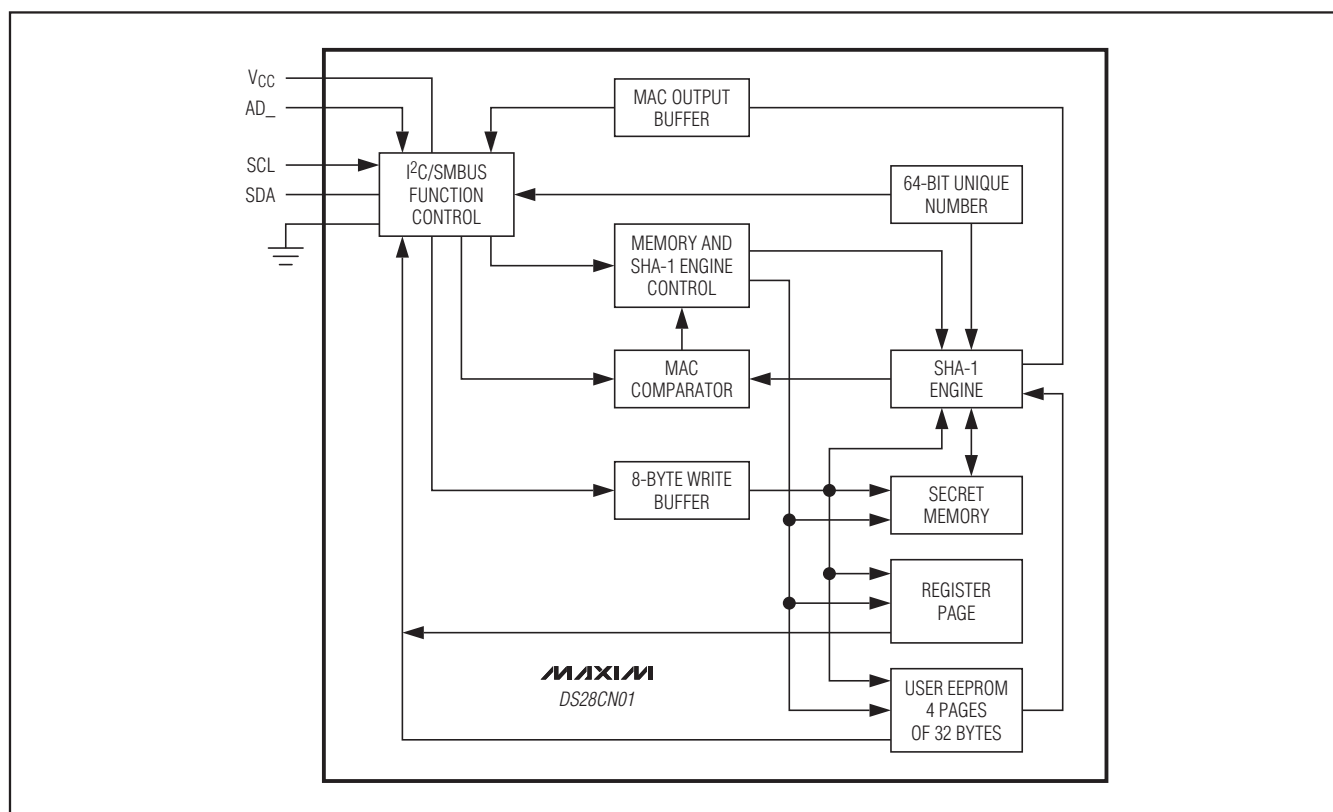 VCC
AD_
SCL
SDA
I2C/SMBUS
FUNCTION
CONTROL
MAC OUTPUT
BUFFER
64-BIT UNIQUE
NUMBER
MEMORY AND
SHA-1 ENGINE
CONTROL
MAC
COMPARATOR
SHA-1
ENGINE
8-BYTE WRITE
BUFFER
SECRET
MEMORY
REGISTER
PAGE
USER EEPROM
4 PAGES
OF 32 BYTES
MAXIM
DS28CN01